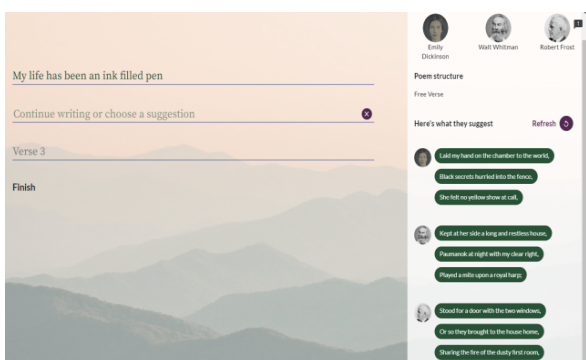 My life has been an ink filled pen
Continue writing or choose a suggestion
Verse 3
Finish
Emily Dickinson
Walt Whitman
Robert Frost
Poem structure
Free Verse
Here's what they suggest
Refresh
Laid my hand on the chamber to the world,
Black secrets hurried into the fence,
She felt no yellow show at call,
Kept at her side a long and restless house,
Paumanok at night with my clear right,
Played a mite upon a royal harp;
Stood for a door with the two windows,
Or so they brought to the house home,
Sharing the fire of the dusty first room,